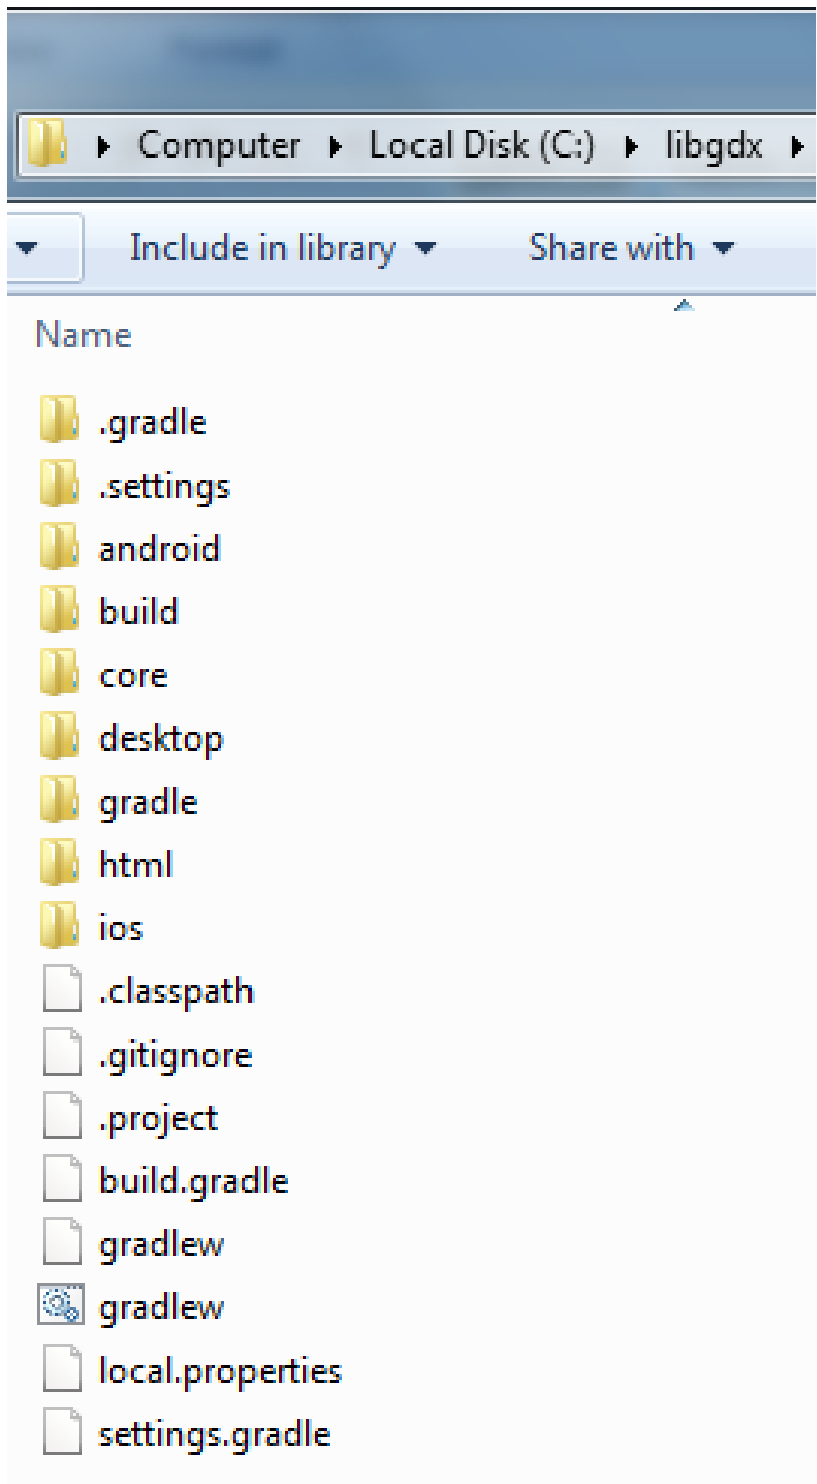 Computer Local Disk (C:) libgdx
Include in library Share with
Name
.gradle
.settings
android
build
core
desktop
gradle
html
ios
.classpath
.gitignore
.project
build.gradle
gradlew
gradlew
local.properties
settings.gradle